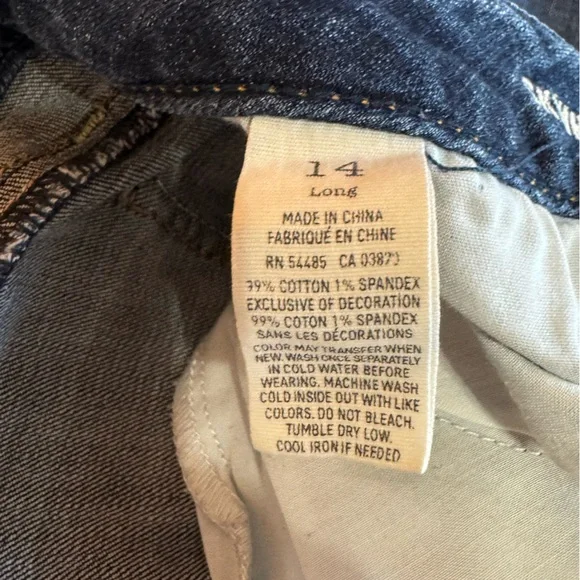 14
Long
MADE IN CHINA
FABRIQUÉ EN CHINE
RN 54485 CA
99% COTTON 1% SPANDEX
EXCLUSIVE OF DECORATION
99% COTON 1% SPANDEX
SANS LES DÉCORATIONS
COLOR MAY TRANSFER WHEN
NEW. WASH ONCE SEPARATELY
IN COLD WATER BEFORE
WEARING. MACHINE WASH
COLD INSIDE OUT WITH LIKE
COLORS. DO NOT BLEACH.
TUMBLE DRY LOW.
COOL IRON IF NEEDED